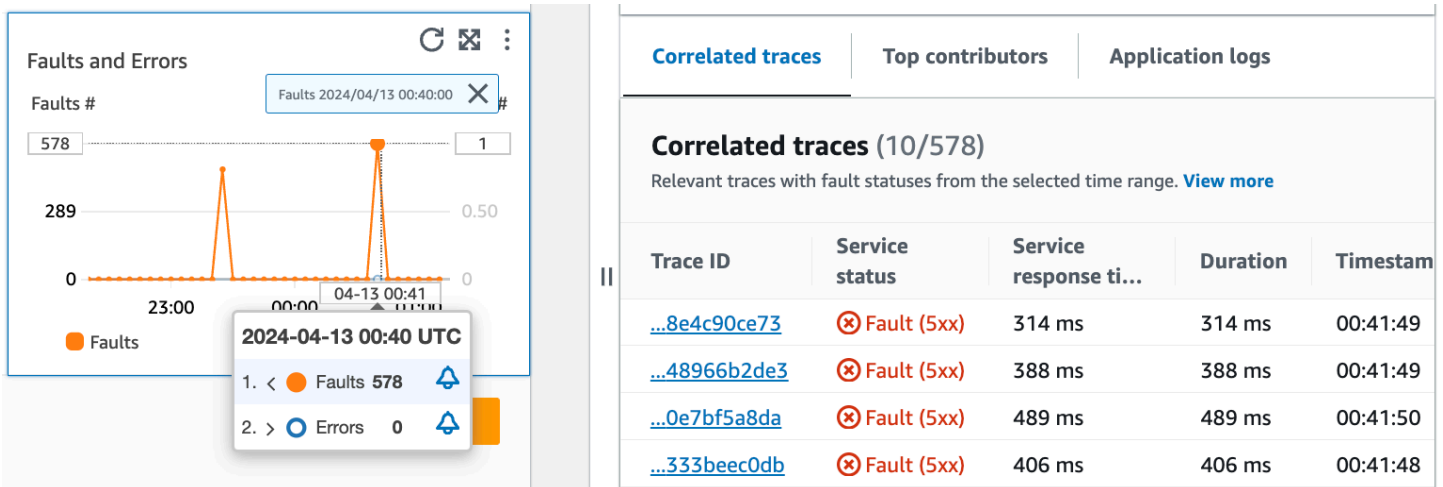 Faults and Errors
Faults #
Faults 2024/04/13 00:40:00
#
578
1
289
0.50
0
0
04-13 00:41
23:00
00:00
01:00
Faults
2024-04-13 00:40 UTC
1. < Faults 578
2. > Errors 0
Correlated traces
Top contributors
Application logs
Correlated traces (10/578)
Relevant traces with fault statuses from the selected time range. View more
Trace ID
Service
status
Service
response ti...
Duration
Timestam
...8e4c90ce73 Fault (5xx) 314 ms 314 ms 00:41:49
...48966b2de3 Fault (5xx) 388 ms 388 ms 00:41:49
...0e7bf5a8da Fault (5xx) 489 ms 489 ms 00:41:50
...333beec0db Fault (5xx) 406 ms 406 ms 00:41:48